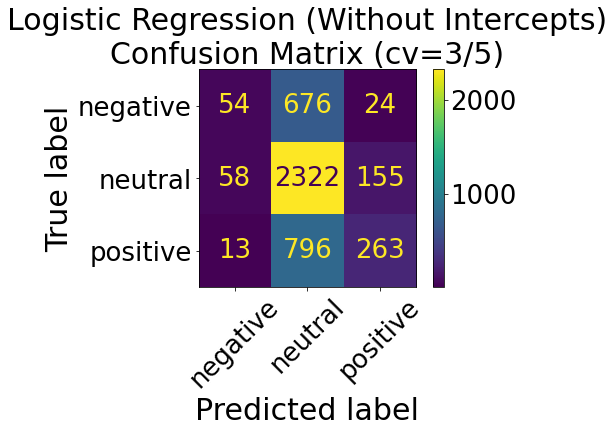 Logistic Regression (Without Intercepts)
Confusion Matrix (cv=3/5)
True label
negative 54 676 24
neutral 58 2322 155
positive 13 796 263
2000
1000
negative neutral positive
Predicted label